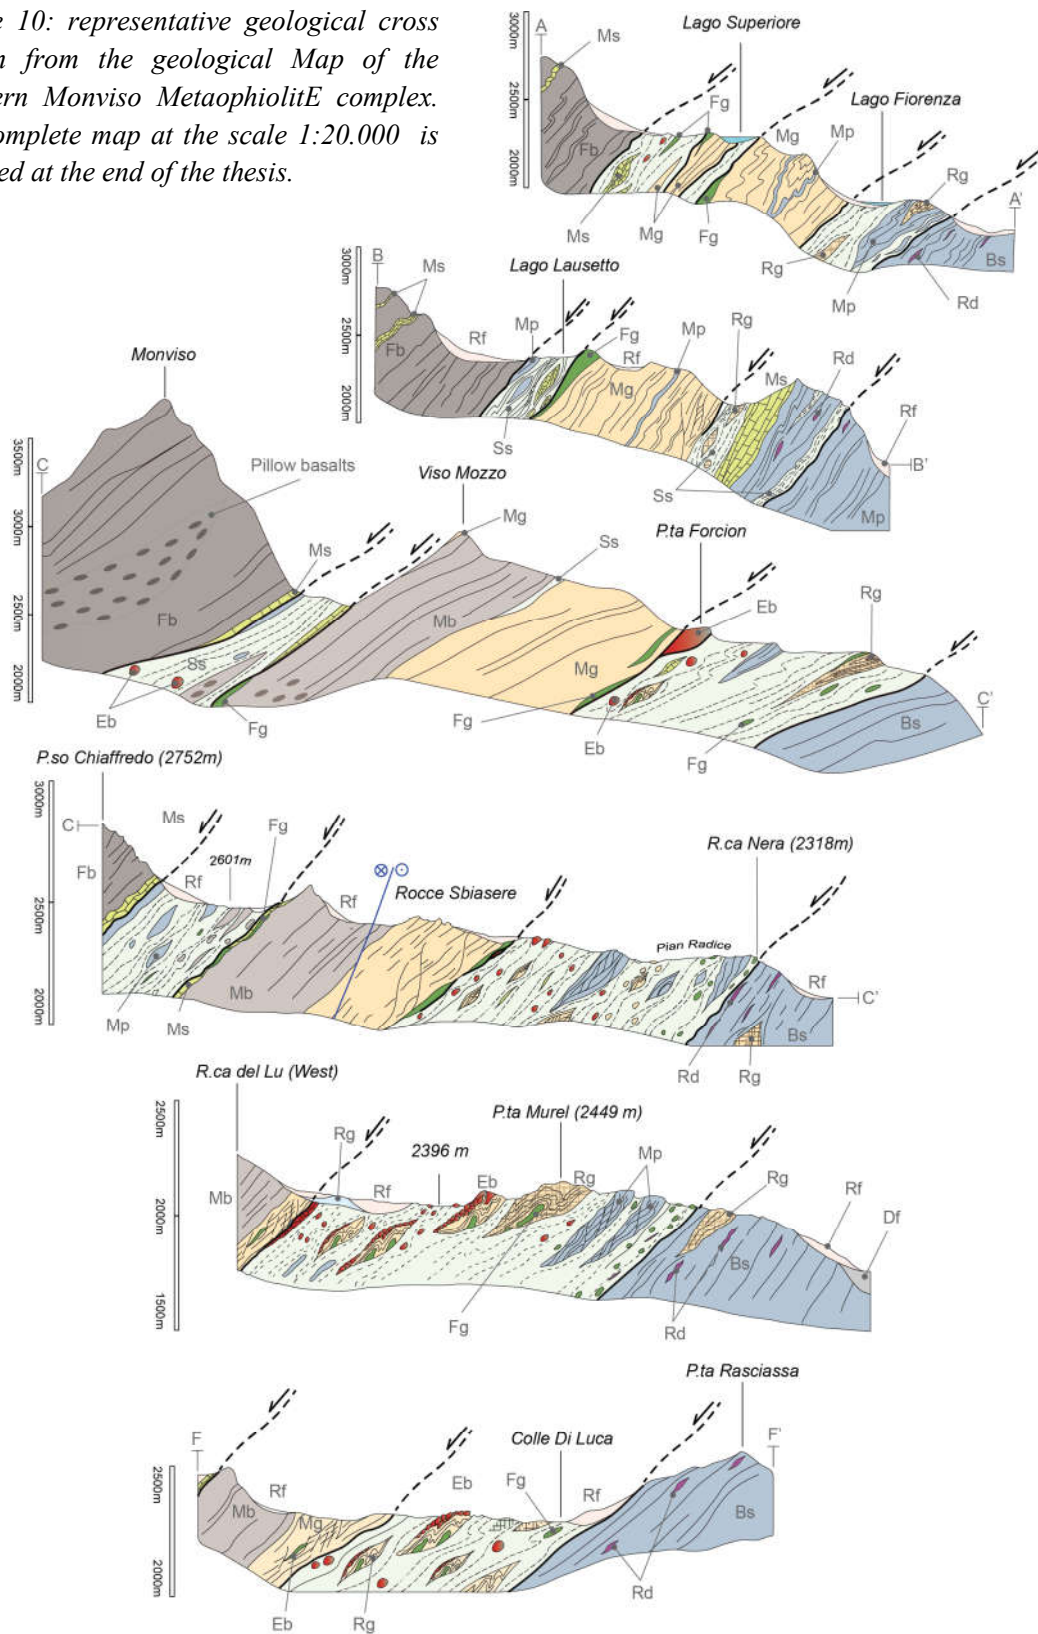 e 10: representative geological cross
n from the geological Map of the
ern Monviso MetaophiolitE complex.
omplete map at the scale 1:20.000 is
ed at the end of the thesis.
3000m
2500m
2000m
A
Ms
Lago Superiore
Fg
Lago Fiorenza
Mg
Mp
Rg
A'
Fb
Ms
Mg
Fg
Rg
Mp
Bs
Rd
3000m
2500m
2000m
B
Ms
Lago Lausetto
Mp
Fg
Rf
Mp
Rg
Ms
Rd
Rf
Fb
Rf
Mg
Ss
Ss
Mp
B'
Monviso
3500m
3000m
2500m
2000m
C
Pillow basalts
Viso Mozzo
Mg
Ms
Ss
P.ta Forcion
Eb
Rg
Fb
Mb
Ss
Mg
Eb
Fg
Fg
Eb
Fg
Bs
C'
P.so Chiaffredo (2752m)
3000m
2500m
2000m
C
Ms
Fg
R.ca Nera (2318m)
Fb
Rf
2601m
Rf
Rocce Sbiasere
Pian Radice
Rf
C'
Mp
Ms
Mb
Rd
Rg
Bs
R.ca del Lu (West)
2500m
2000m
1500m
Rg
2396 m
P.ta Murel (2449 m)
Mb
Rf
Eb
Rg
Mp
Rg
Rf
Df
Fg
Bs
Rd
P.ta Rasciassa
F
Colle Di Luca
F'
2500m
2000m
Rf
Eb
Fg
Rf
Mb
Mg
Bs
Eb
Rg
Rd